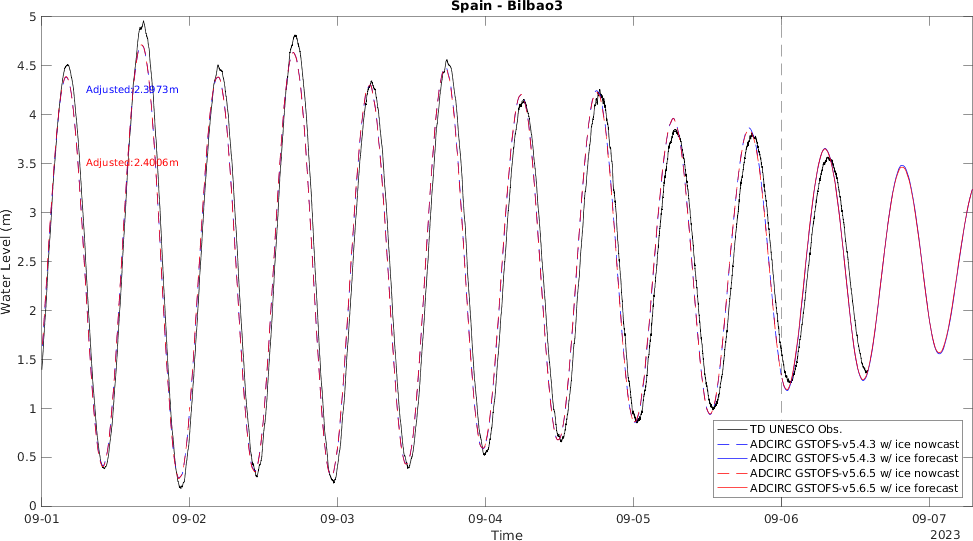 Spain - Bilbao3
5
4.5
4
3.5
3
2.5
2
1.5
1
0.5
0
Water Level (m)
Adjusted:2.3973m
Adjusted:2.4006m
TD UNESCO Obs.
ADCIRC GSTOFS-v5.4.3 w/ ice nowcast
ADCIRC GSTOFS-v5.4.3 w/ ice forecast
ADCIRC GSTOFS-v5.6.5 w/ ice nowcast
ADCIRC GSTOFS-v5.6.5 w/ ice forecast
09-01 09-02 09-03 09-04 09-05 09-06 09-07
Time
2023